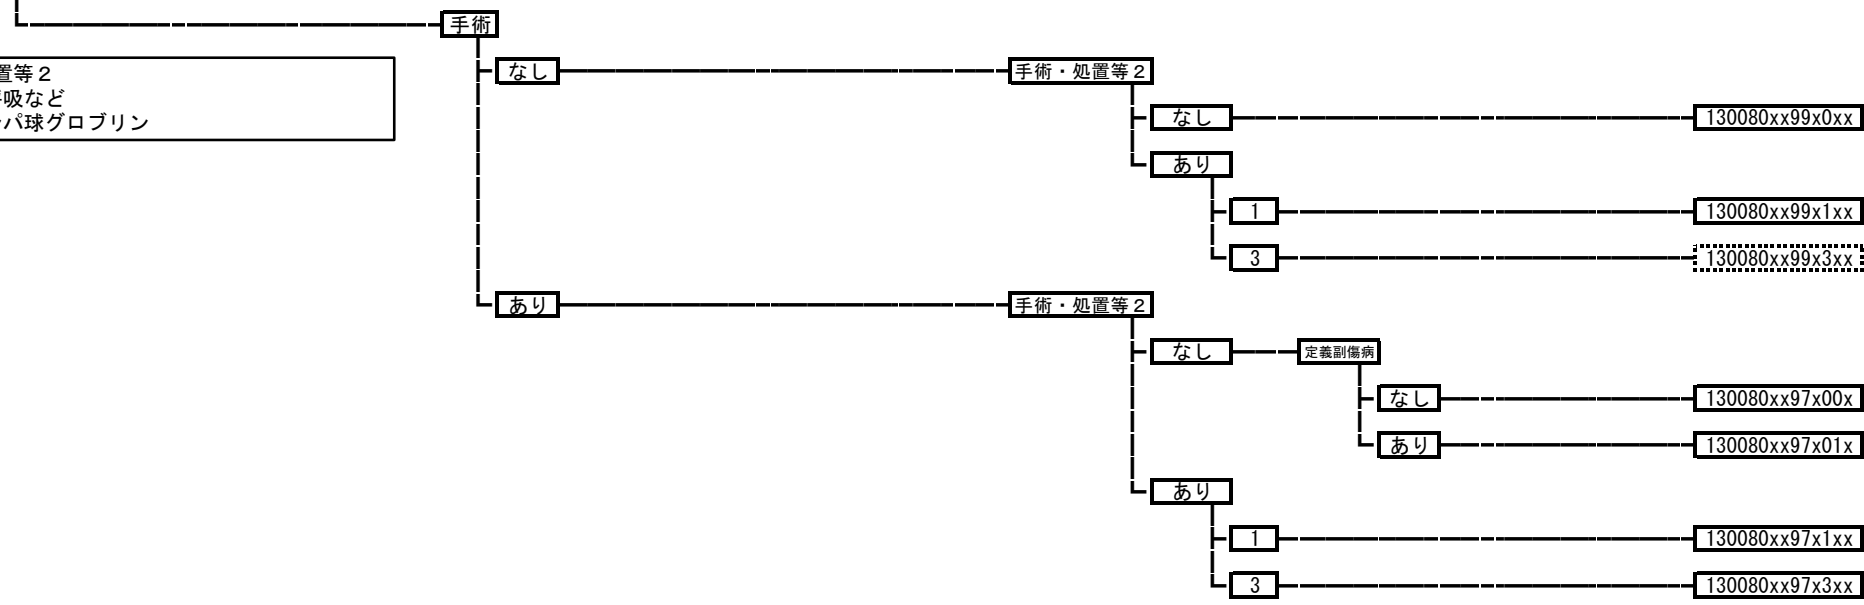 手術
置等２
吸など
パ球グロブリン
なし
手術・処置等２
なし
130080xx99x0xx
あり
1
130080xx99x1xx
3
130080xx99x3xx
あり
手術・処置等２
なし
定義副傷病
なし
130080xx97x00x
あり
130080xx97x01x
あり
1
130080xx97x1xx
3
130080xx97x3xx